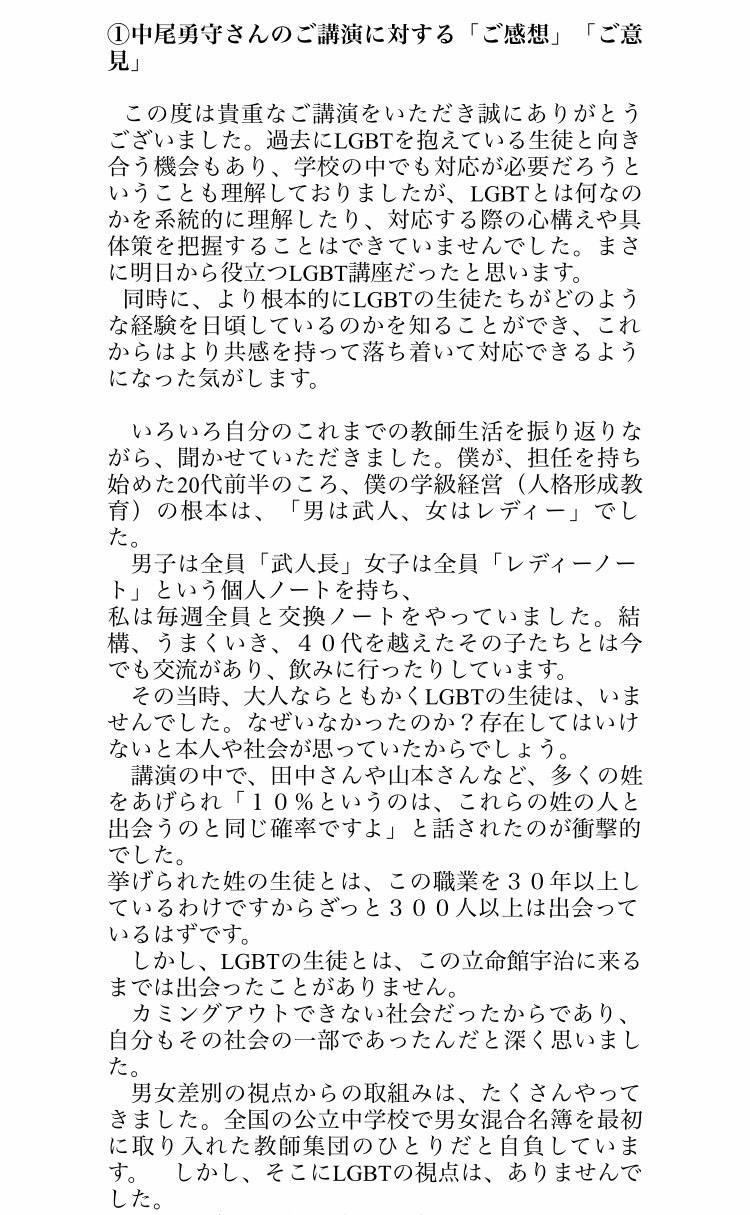 ①中尾勇守さんのご講演に対する「ご感想」「ご意
見」
この度は貴重なご講演をいただき誠にありがとう
ございました。過去にLGBTを抱えている生徒と向き
合う機会もあり、学校の中でも対応が必要だろうと
いうことも理解しておりましたが、LGBTとは何なの
かを系統的に理解したり、対応する際の心構えや具
体策を把握することはできていませんでした。まさ
に明日から役立つLGBT講座だったと思います。
同時に、より根本的にLGBTの生徒たちがどのよう
な経験を日頃しているのかを知ることができ、これ
からはより共感を持って落ち着いて対応できるよう
になった気がします。
いろいろ自分のこれまでの教師生活を振り返りな
がら、聞かせていただきました。僕が、担任を持ち
始めた20代前半のころ、僕の学級経営（人格形成教
育）の根本は、「男は武人、女はレディー」でし
た。
男子は全員「武人長」女子は全員「レディーノー
ト」という個人ノートを持ち、
私は毎週全員と交換ノートをやっていました。結
構、うまくいき、４０代を越えたその子たちとは今
でも交流があり、飲みに行ったりしています。
その当時、大人ならともかくLGBTの生徒は、いま
せんでした。なぜいなかったのか？存在してはいけ
ないと本人や社会が思っていたからでしょう。
講演の中で、田中さんや山本さんなど、多くの姓
をあげられ「１０％というのは、これらの姓の人と
出会うのと同じ確率ですよ」と話されたのが衝撃的
でした。
挙げられた姓の生徒とは、この職業を３０年以上し
ているわけですからざっと３００人以上は出会って
いるはずです。
しかし、LGBTの生徒とは、この立命館宇治に来る
までは出会ったことがありません。
カミングアウトできない社会だったからであり、
自分もその社会の一部であったんだと深く思いまし
た。
男女差別の視点からの取組みは、たくさんやって
きました。全国の公立中学校で男女混合名簿を最初
に取り入れた教師集団のひとりだと自負していま
す。　しかし、そこにLGBTの視点は、ありませんで
した。